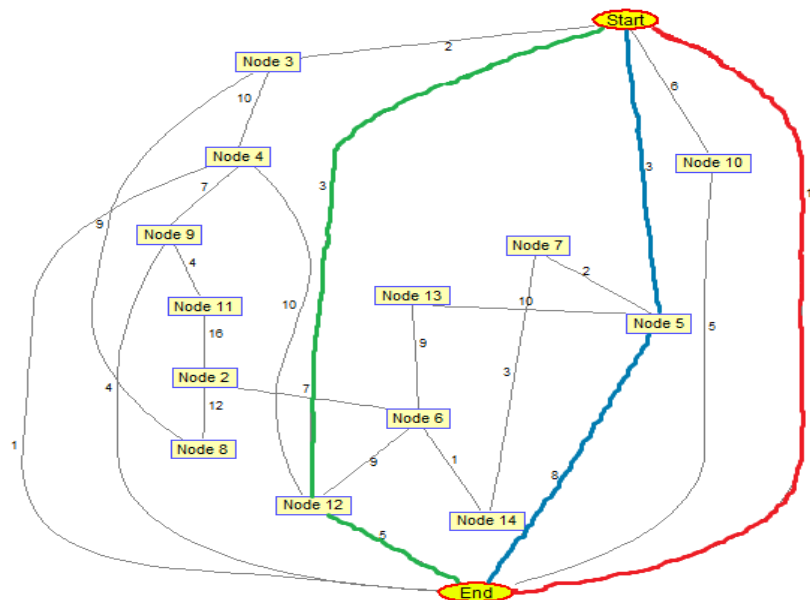 Start
2
Node 3
6
10
Node 4
3
Node 10
7
3
1
9
Node 9
Node 7
4
2
Node 13
Node 11
10
10
Node 5
16
5
9
3
Node 2
4
7
12
Node 6
1
Node 8
9
1
8
Node 12
Node 14
5
End